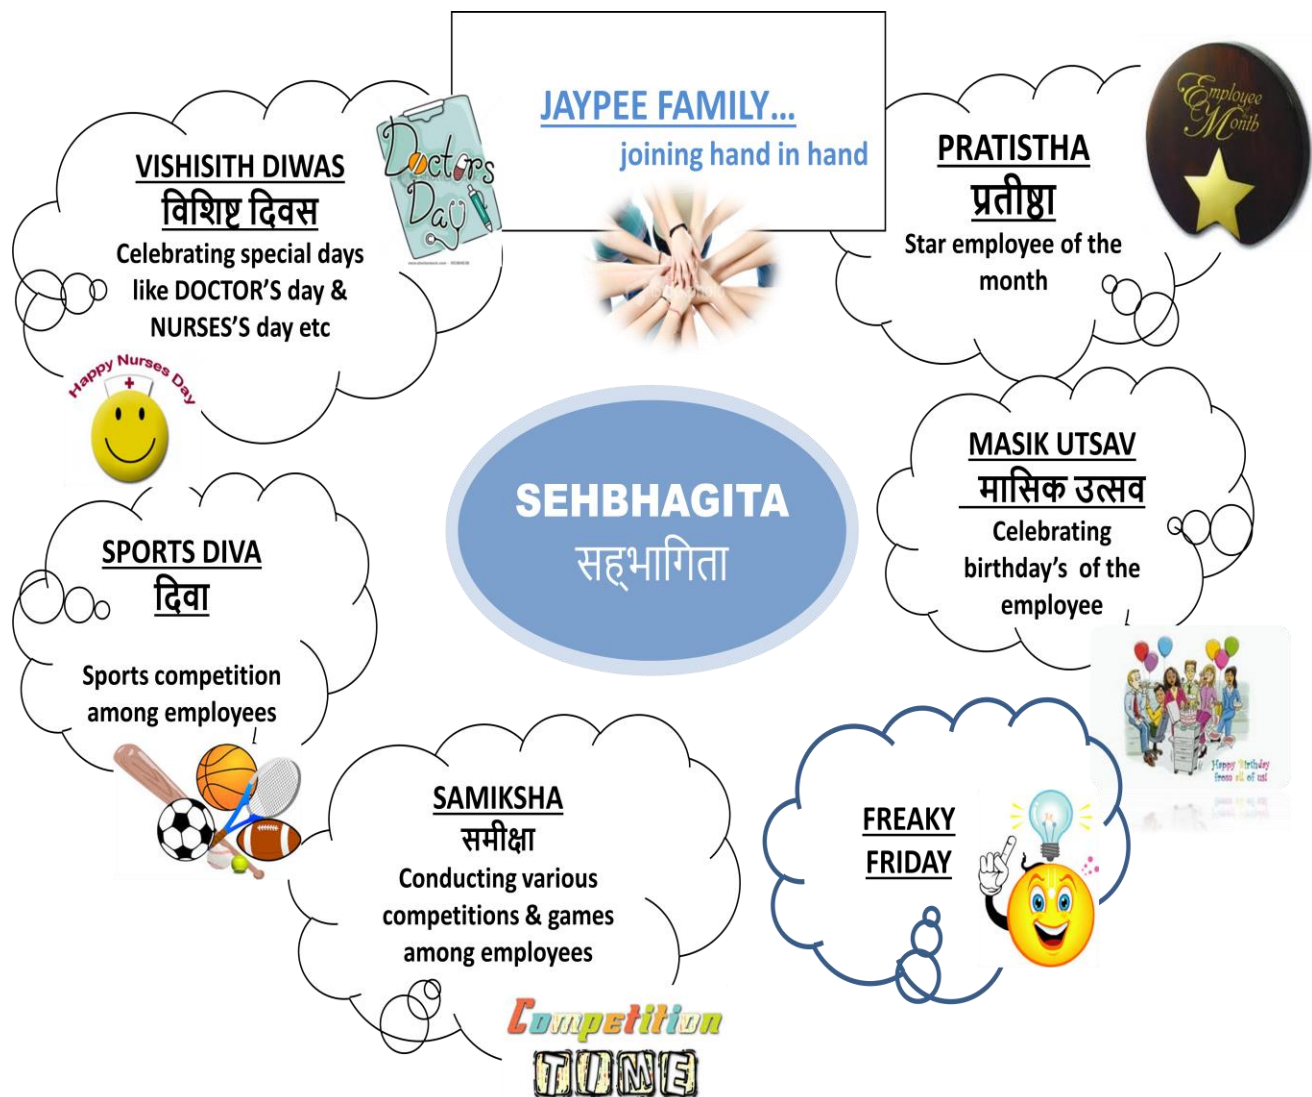 JAYPEE FAMILY...
joining hand in hand
VISHISITH DIWAS
विशिष्ट दिवस
Celebrating special days
like DOCTOR'S day &
NURSES'S day etc
Doctors
Day
Happy Nurses Day
PRATISTHA
प्रतीष्ठा
Star employee of the
month
Employee
Month
MASIK UTSAV
मासिक उत्सव
Celebrating
birthday's of the
employee
Happy Birthday
from all of us!
SEHBHAGITA
सह्भागिता
SPORTS DIVA
दिवा
Sports competition
among employees
SAMIKSHA
समीक्षा
Conducting various
competitions & games
among employees
Competition
TIME
FREAKY
FRIDAY